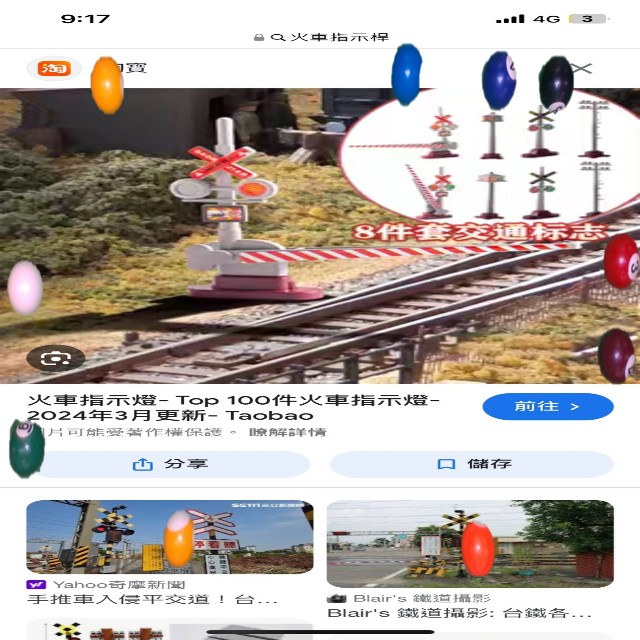 9:17
4G
3
火車指示桿
淘
寶
8件套交通标志
火車指示燈- Top 100件火車指示燈-
2024年3月更新- Taobao
片可能受著作權保護。 瞭解詳情
前往 >
分享
儲存
停看聽
Yahoo奇摩新聞
手推車入侵平交道！台...
Blair's 鐵道攝影
Blair's 鐵道攝影: 台鐵各...